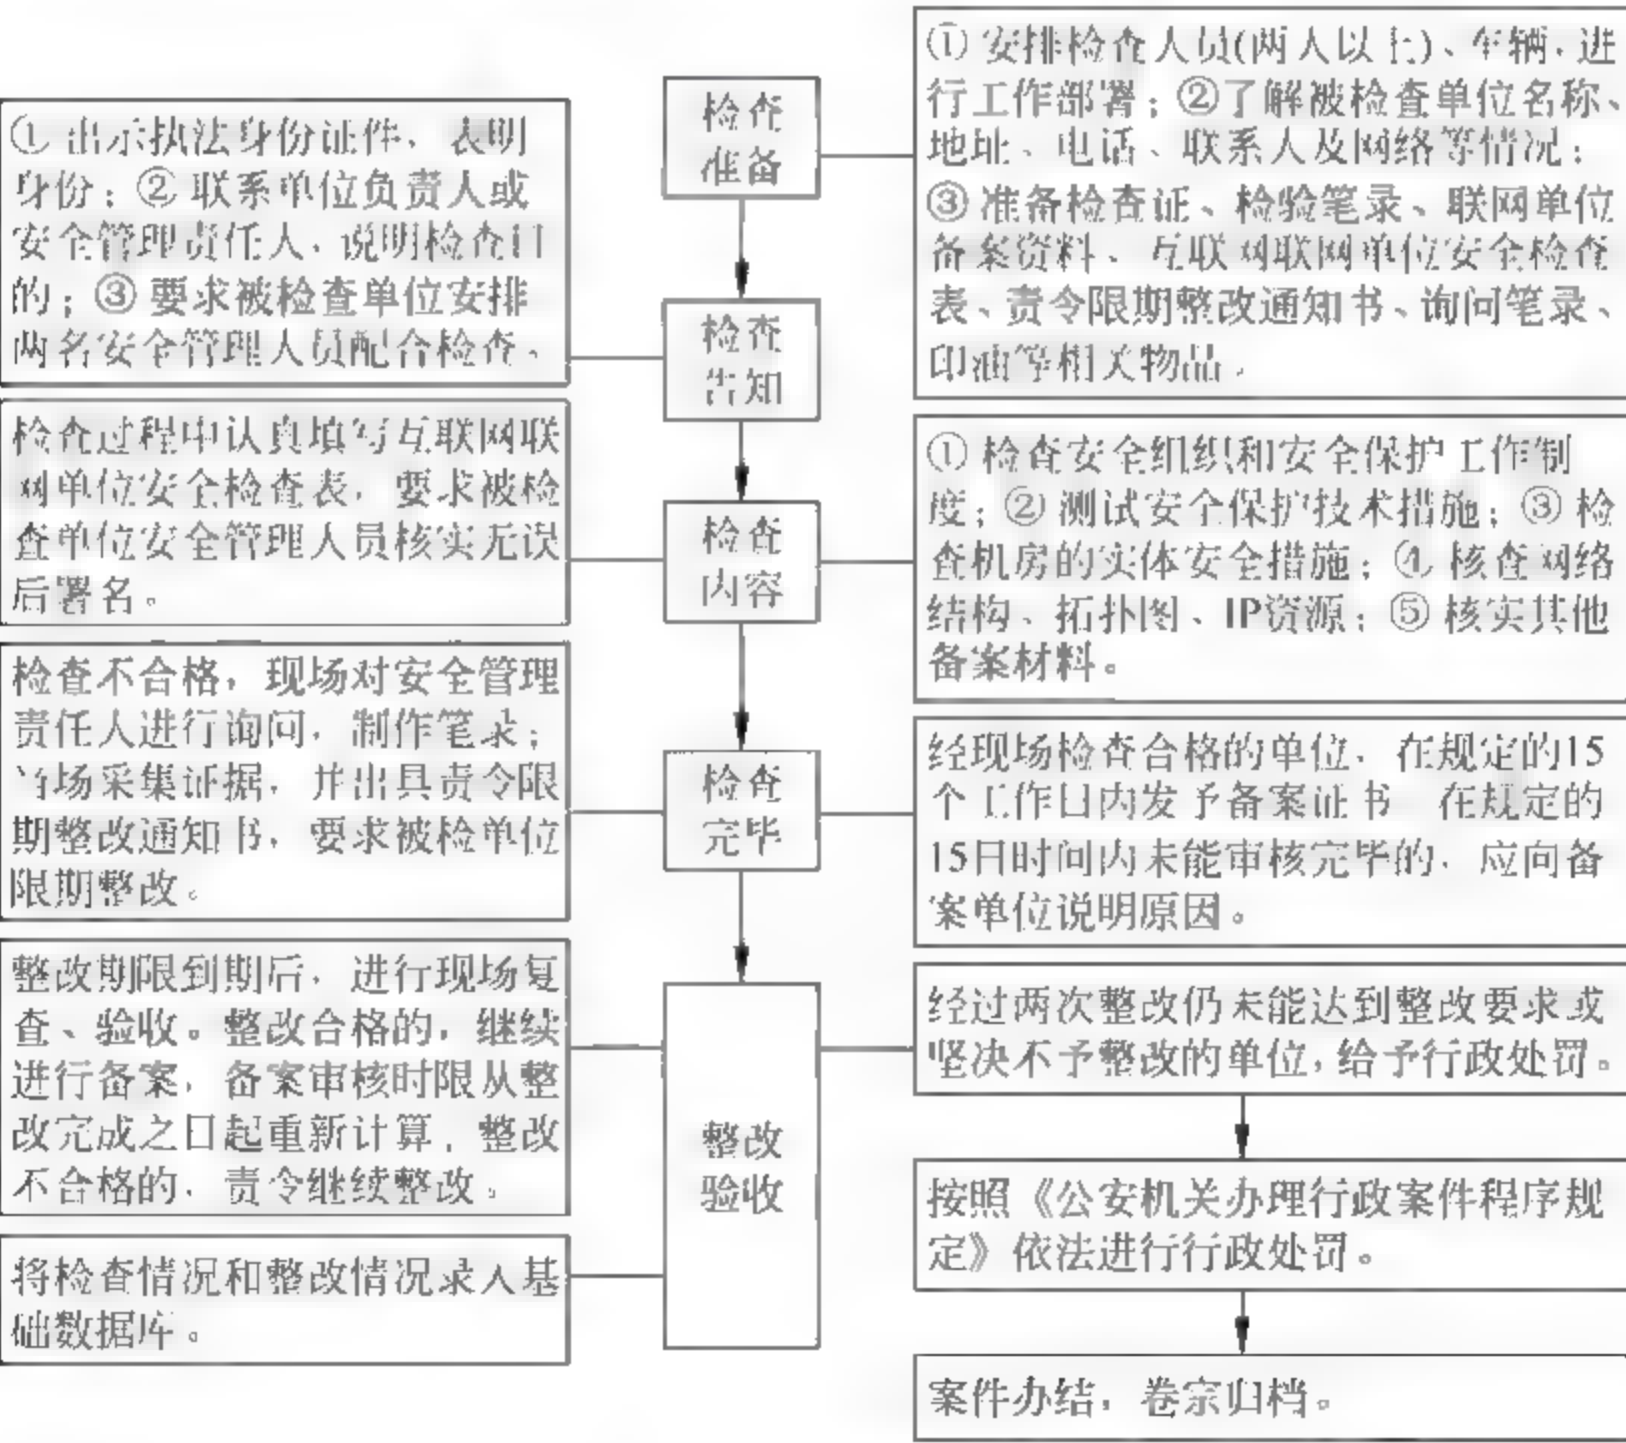 检查
准备
① 安排检查人员(两人以上)、车辆，进
行工作部署；②了解被检查单位名称、
地址、电话、联系人及网络等情况；
③ 准备检查证、检验笔录、联网单位
备案资料、互联网联网单位安全检查
表、责令限期整改通知书、询问笔录、
印油等相关物品。
① 出示执法身份证件，表明
身份；② 联系单位负责人或
安全管理责任人，说明检查目
的；③ 要求被检查单位安排
两名安全管理人员配合检查。
检查
告知
检查过程中认真填写互联网联
网单位安全检查表，要求被检
查单位安全管理人员核实无误
后署名。
检查
内容
① 检查安全组织和安全保护工作制
度；② 测试安全保护技术措施；③ 检
查机房的实体安全措施；④ 核查网络
结构、拓扑图、IP资源；⑤ 核实其他
备案材料。
检查不合格，现场对安全管理
责任人进行询问，制作笔录；
当场采集证据，并出具责令限
期整改通知书，要求被检单位
限期整改。
检查
完毕
经现场检查合格的单位，在规定的15
个工作日内发予备案证书 在规定的
15日时间内未能审核完毕的，应向备
案单位说明原因。
整改期限到期后，进行现场复
查、验收。整改合格的，继续
进行备案，备案审核时限从整
改完成之日起重新计算，整改
不合格的，责令继续整改。
将检查情况和整改情况录入基
础数据库。
整改
验收
经过两次整改仍未能达到整改要求或
坚决不予整改的单位，给予行政处罚。
按照《公安机关办理行政案件程序规
定》依法进行行政处罚。
案件办结，卷宗归档。